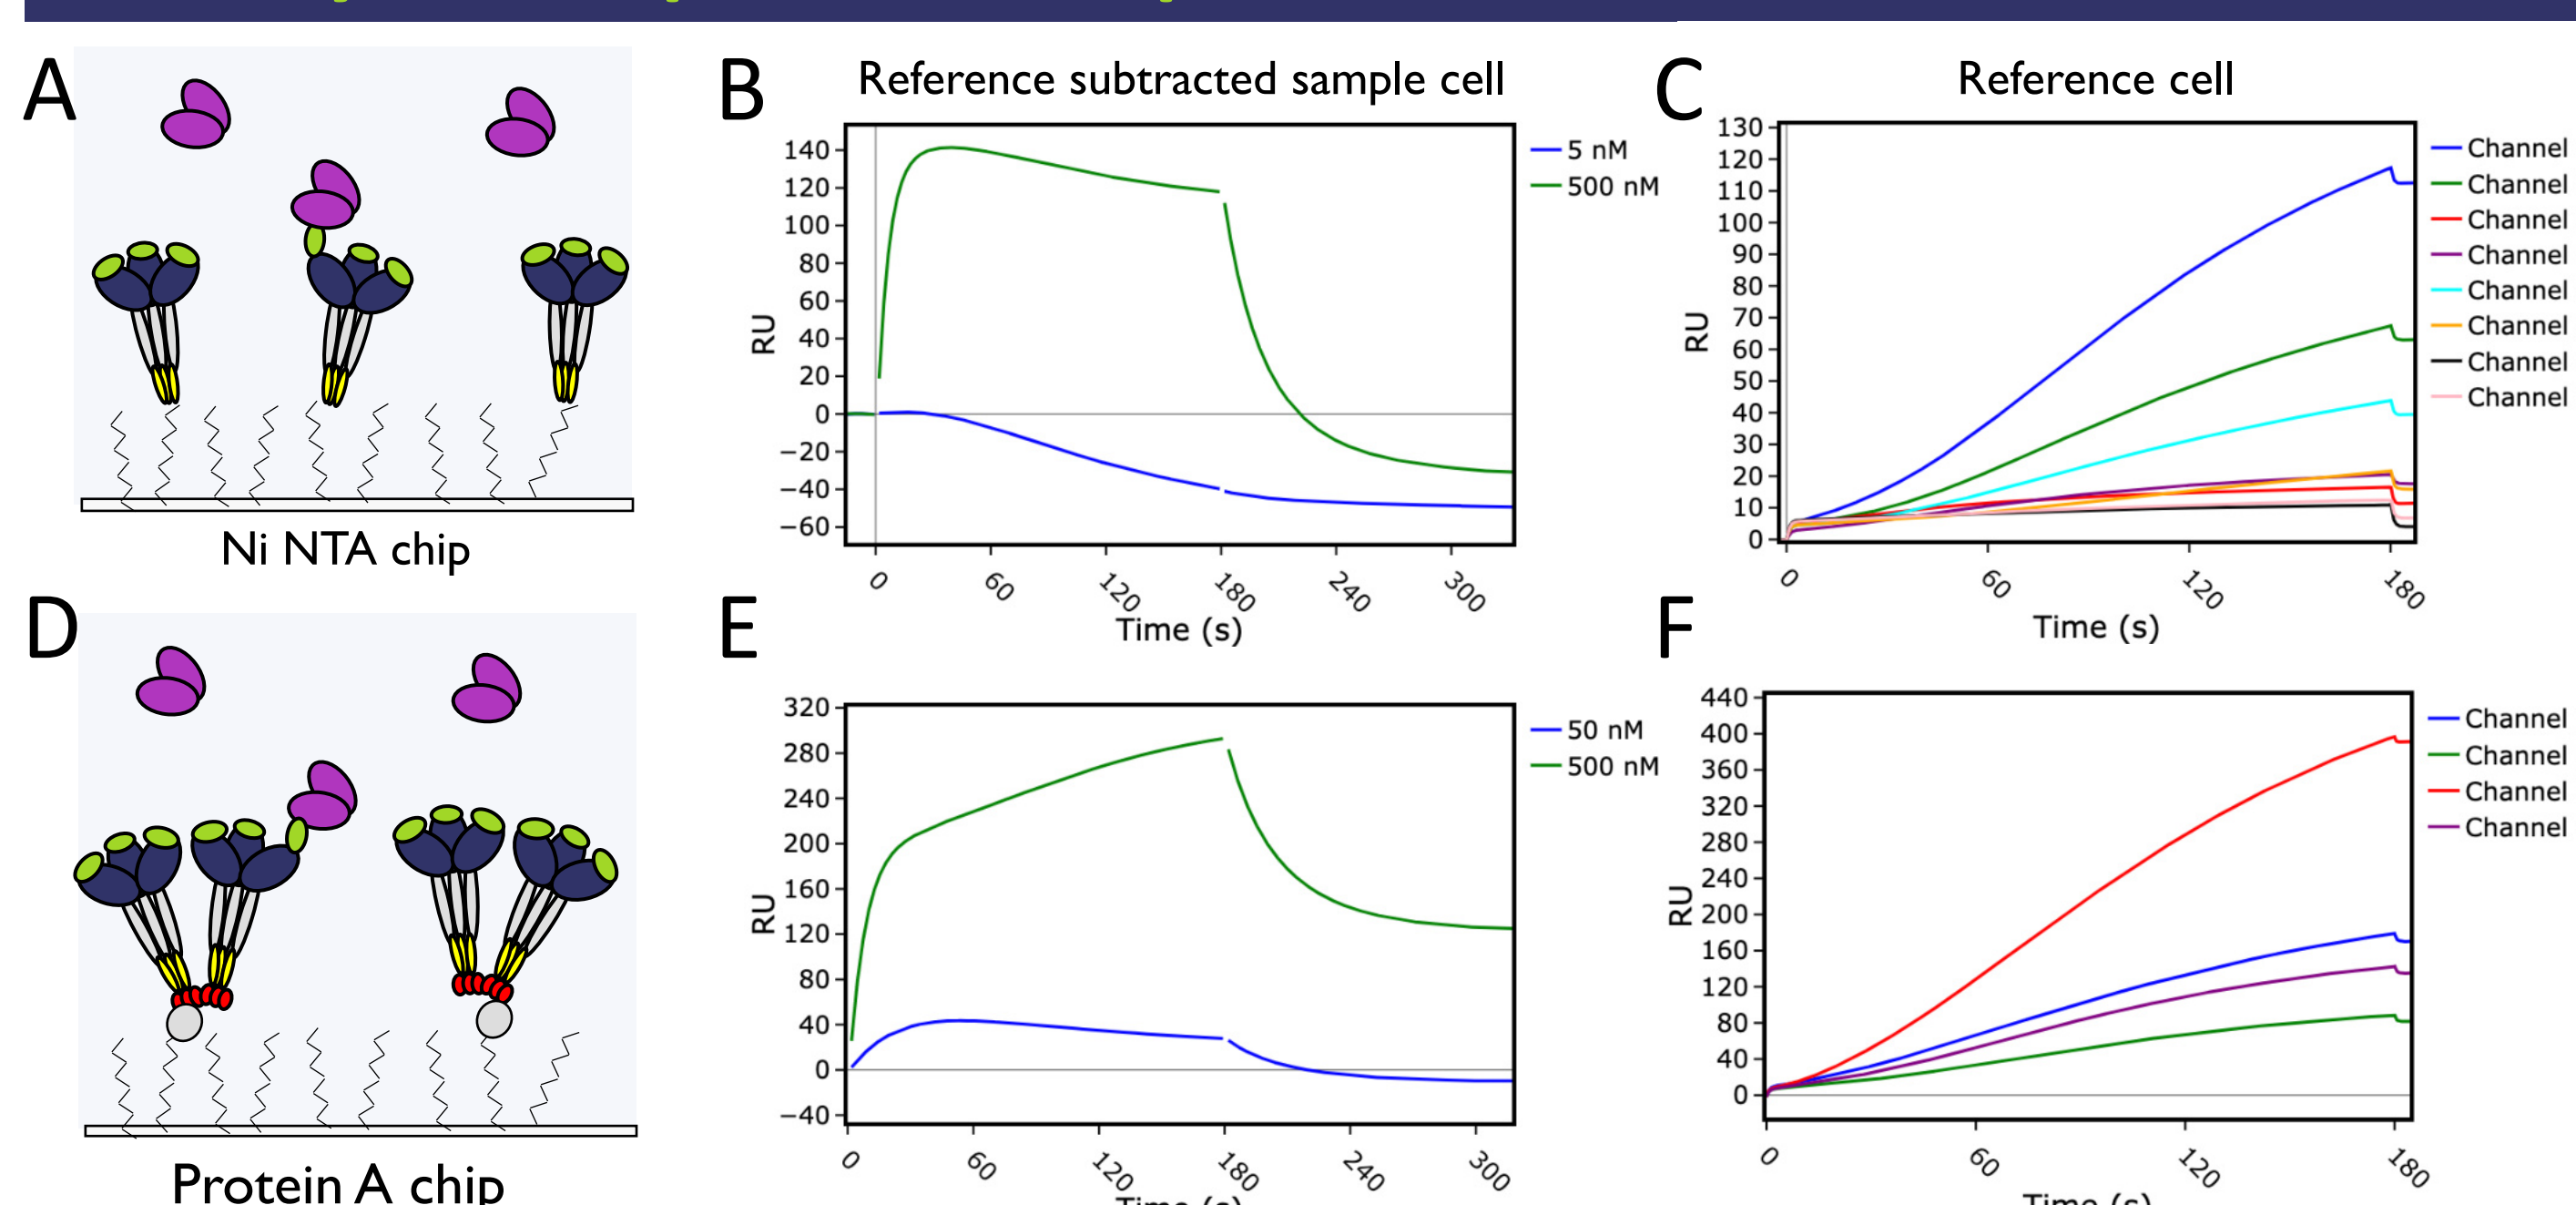 A
B
Reference subtracted sample cell
C
Reference cell
140
120
100
80
60
40
20
0
−20
−40
−60
RU
0
60
120
180
240
300
Time (s)
5 nM
500 nM
130
120
110
100
90
80
70
60
50
40
30
20
10
0
RU
0
60
120
180
Time (s)
Channel
Channel
Channel
Channel
Channel
Channel
Channel
Channel
Ni NTA chip
D
E
F
320
280
240
200
160
120
80
40
0
−40
RU
0
60
120
180
240
300
Time (s)
50 nM
500 nM
440
400
360
320
280
240
200
160
120
80
40
0
RU
0
60
120
180
Time (s)
Channel
Channel
Channel
Channel
Protein A chip